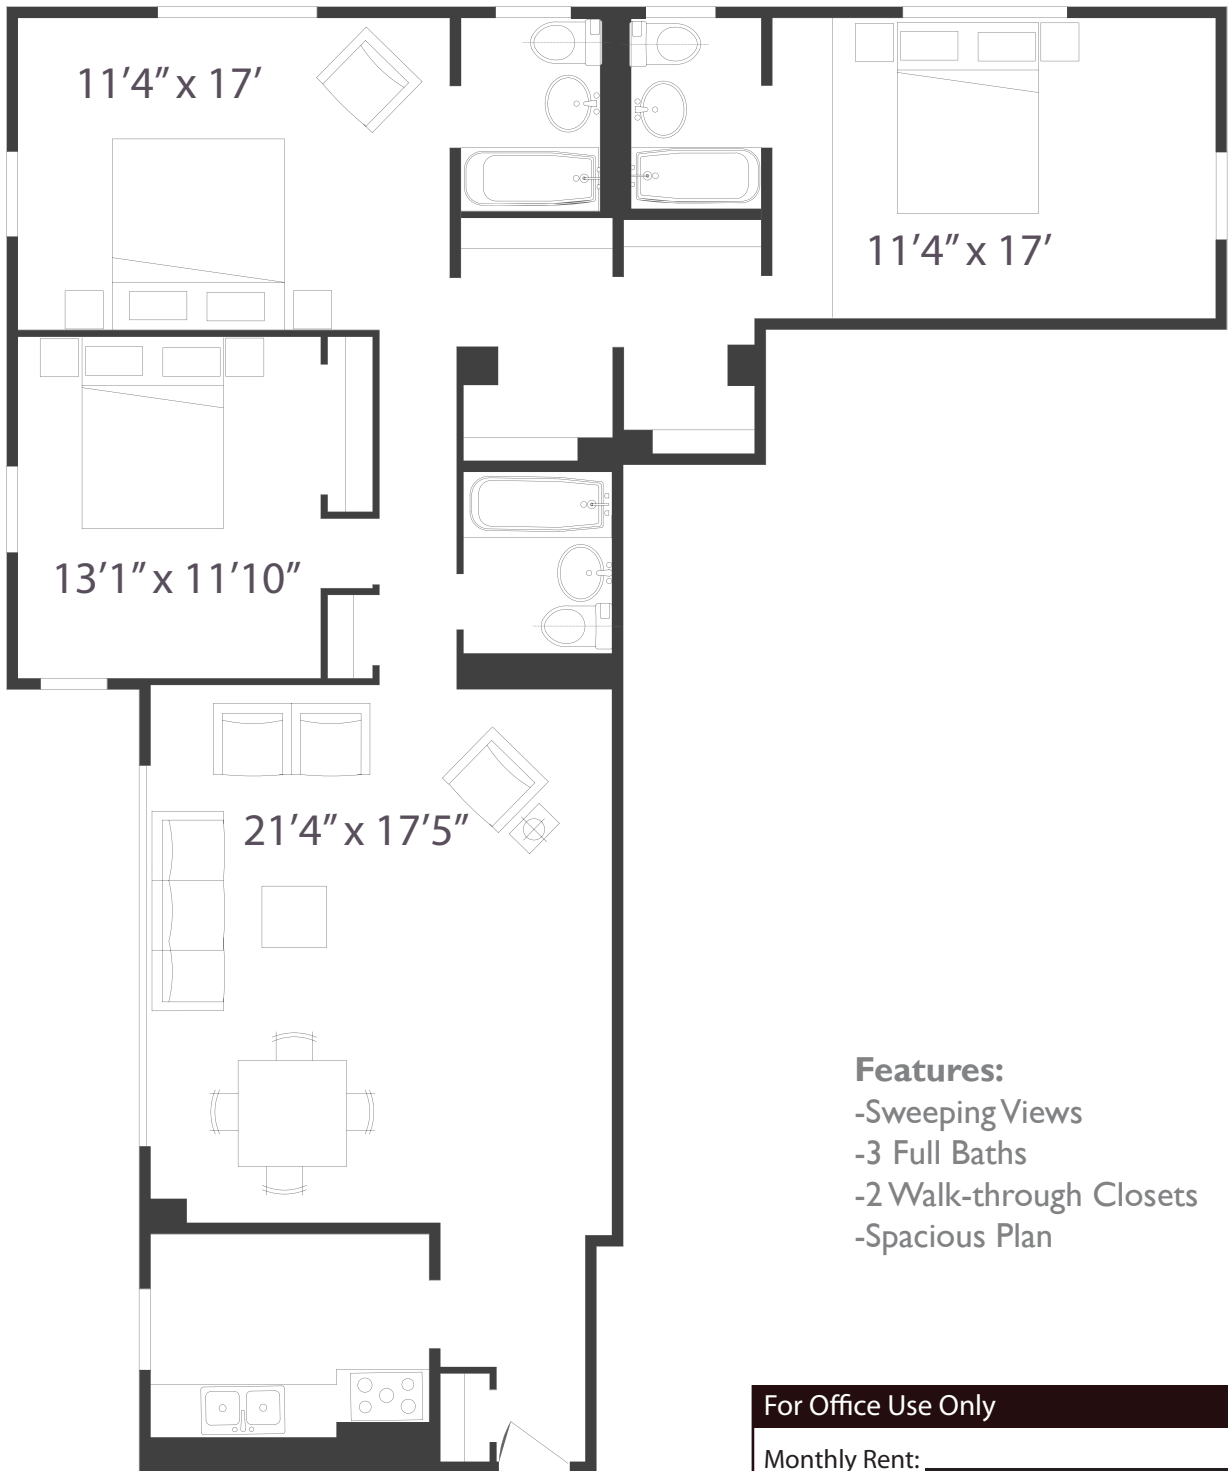 11’4” x 17’
11’4” x 17’
13’1” x 11’10”
21’4” x 17’5”
Features:
-Sweeping Views
-3 Full Baths
-2 Walk-through Closets
-Spacious Plan
For Office Use Only
Monthly Rent: